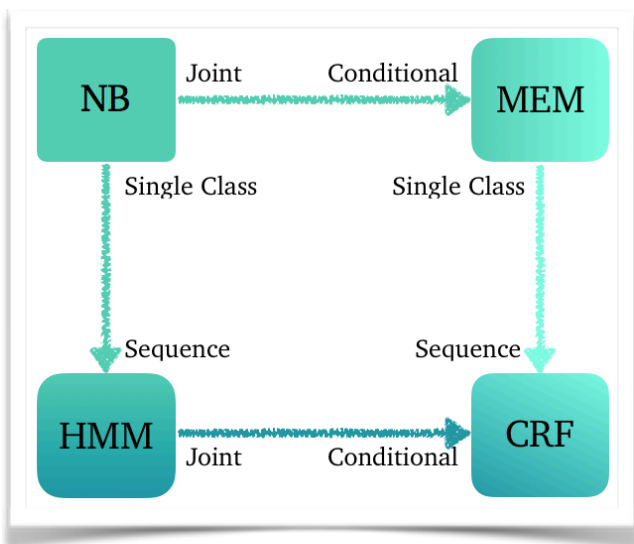 NB
Joint
Conditional
MEM
Single Class
Single Class
Sequence
Sequence
HMM
Joint
Conditional
CRF